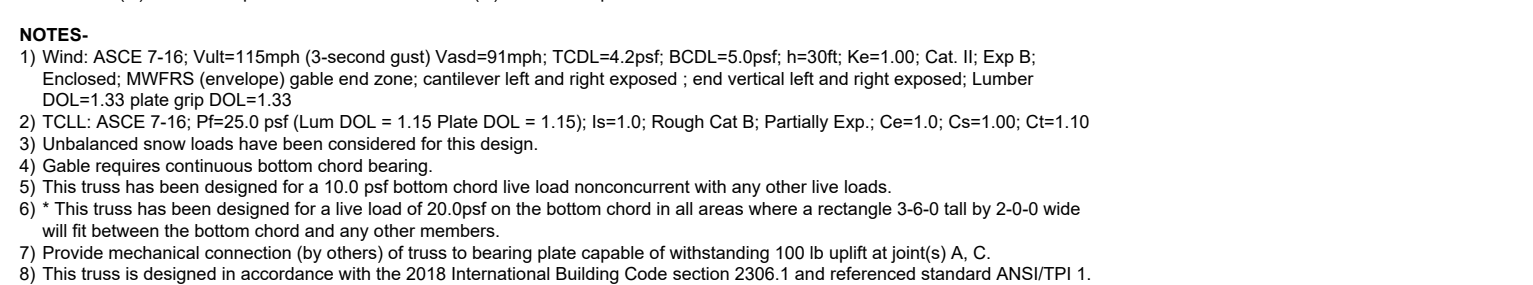 NOTES-
1) Wind: ASCE 7-16; Vult=115mph (3-second gust) Vasd=91mph; TCDL=4.2psf; BCDL=5.0psf; h=30ft; Ke=1.00; Cat. II; Exp B;
Enclosed; MWFRS (envelope) gable end zone; cantilever left and right exposed ; end vertical left and right exposed; Lumber
DOL=1.33 plate grip DOL=1.33
2) TCLL: ASCE 7-16; Pf=25.0 psf (Lum DOL = 1.15 Plate DOL = 1.15); Is=1.0; Rough Cat B; Partially Exp.; Ce=1.0; Cs=1.00; Ct=1.10
3) Unbalanced snow loads have been considered for this design.
4) Gable requires continuous bottom chord bearing.
5) This truss has been designed for a 10.0 psf bottom chord live load nonconcurrent with any other live loads.
6) * This truss has been designed for a live load of 20.0psf on the bottom chord in all areas where a rectangle 3-6-0 tall by 2-0-0 wide
will fit between the bottom chord and any other members.
7) Provide mechanical connection (by others) of truss to bearing plate capable of withstanding 100 lb uplift at joint(s) A, C.
8) This truss is designed in accordance with the 2018 International Building Code section 2306.1 and referenced standard ANSI/TPI 1.